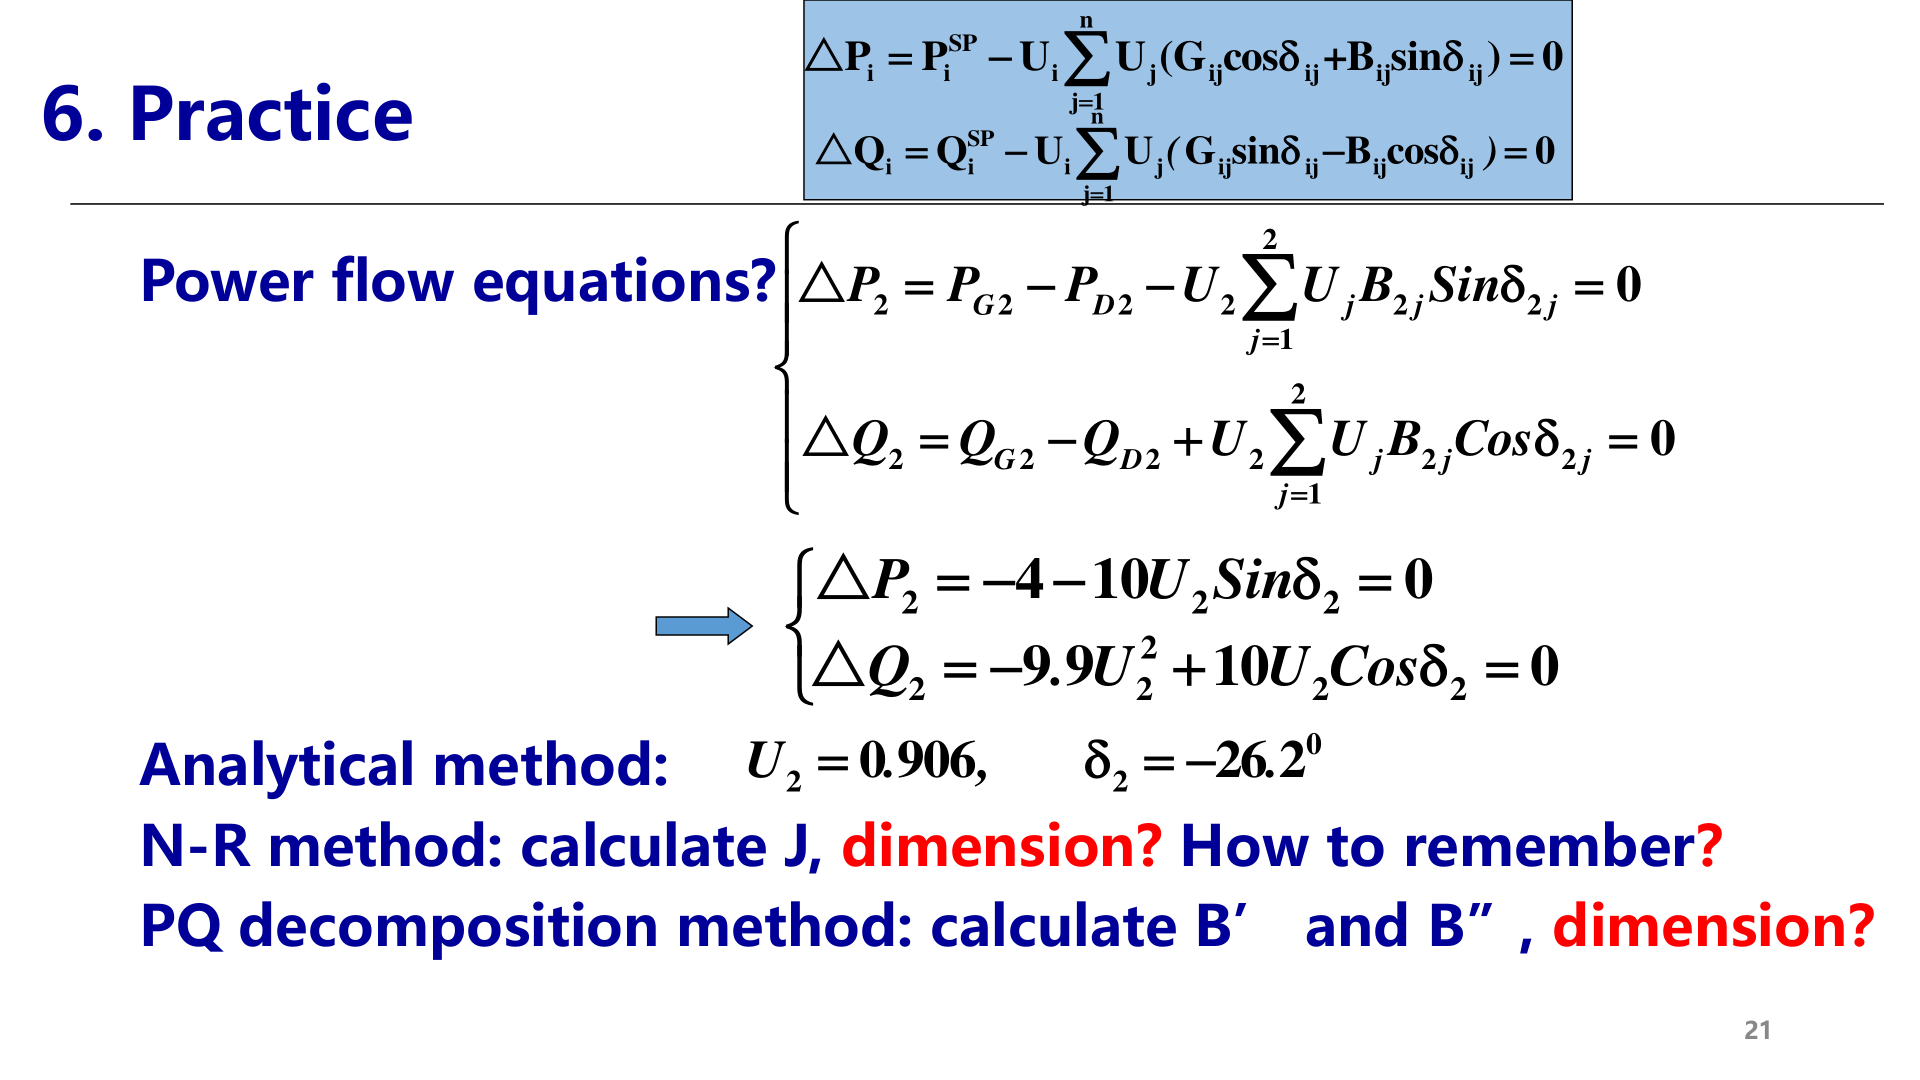 △P_i = P_i^SP − U_i ∑_{j=1}^{n} U_j (G_ij cosδ_ij + B_ij sinδ_ij) = 0
△Q_i = Q_i^SP − U_i ∑_{j=1}^{n} U_j (G_ij sinδ_ij − B_ij cosδ_ij) = 0
6. Practice
Power flow equations?
△P_2 = P_G2 − P_D2 − U_2 ∑_{j=1}^{2} U_j B_2j Sinδ_2j = 0
△Q_2 = Q_G2 − Q_D2 + U_2 ∑_{j=1}^{2} U_j B_2j Cosδ_2j = 0
△P_2 = −4 − 10U_2 Sinδ_2 = 0
△Q_2 = −9.9U_2^2 + 10U_2 Cosδ_2 = 0
Analytical method: U_2 = 0.906, δ_2 = −26.2^0
N-R method: calculate J, dimension? How to remember?
PQ decomposition method: calculate B’ and B”, dimension?
21